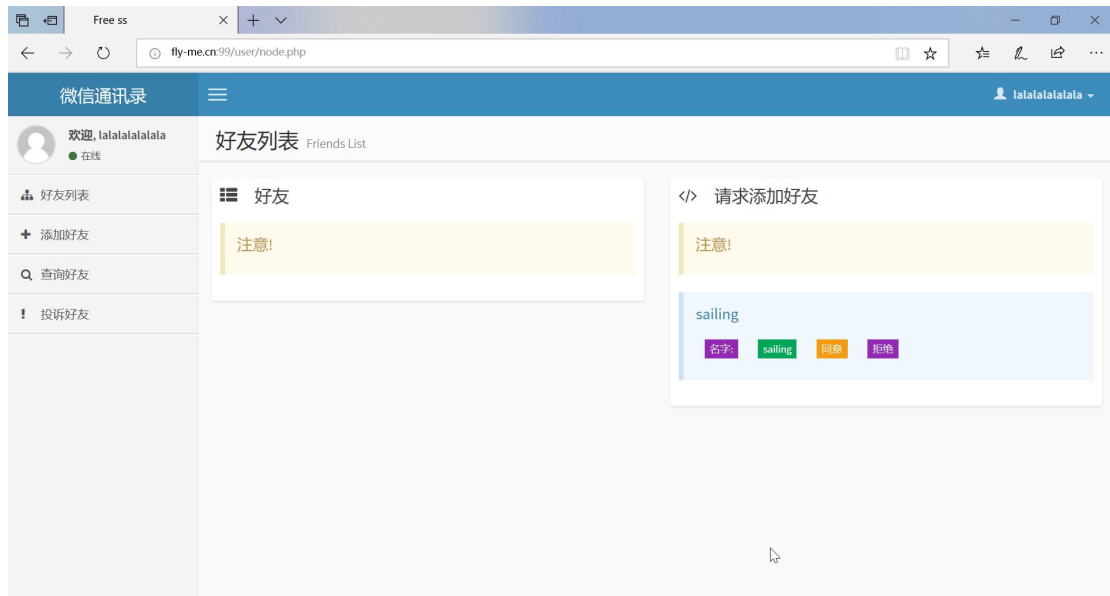 Free ss
fly-me.cn:99/user/node.php
微信通讯录
lalalalalalala
欢迎, lalalalalalala
在线
好友列表 Friends List
好友列表
添加好友
查询好友
投诉好友
好友
注意!
请求添加好友
注意!
sailing
名字: sailing 同意 拒绝